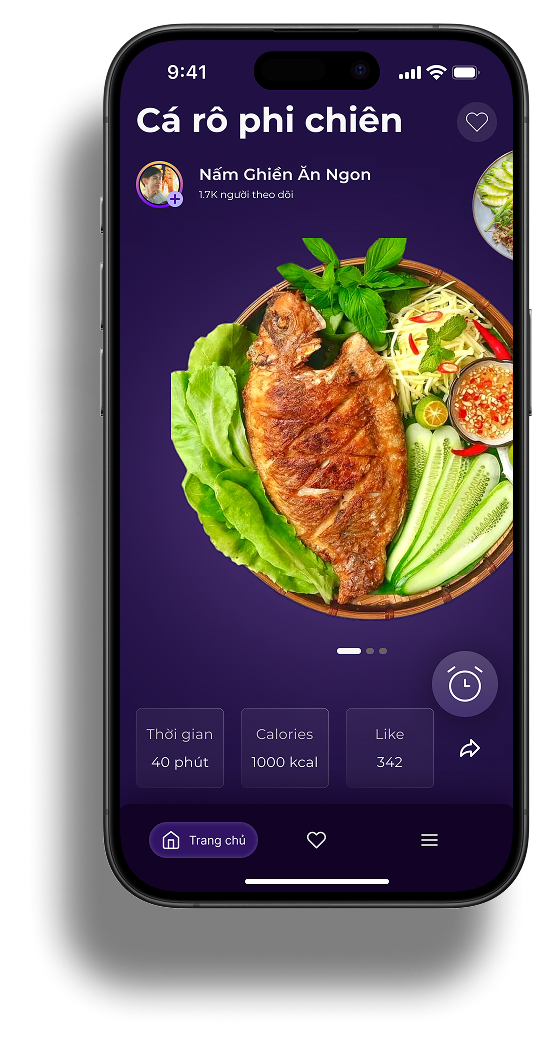 9:41
Cá rô phi chiên
Nấm Ghiền Ăn Ngon
1.7K người theo dõi
Thời gian
40 phút
Calories
1000 kcal
Like
342
Trang chủ